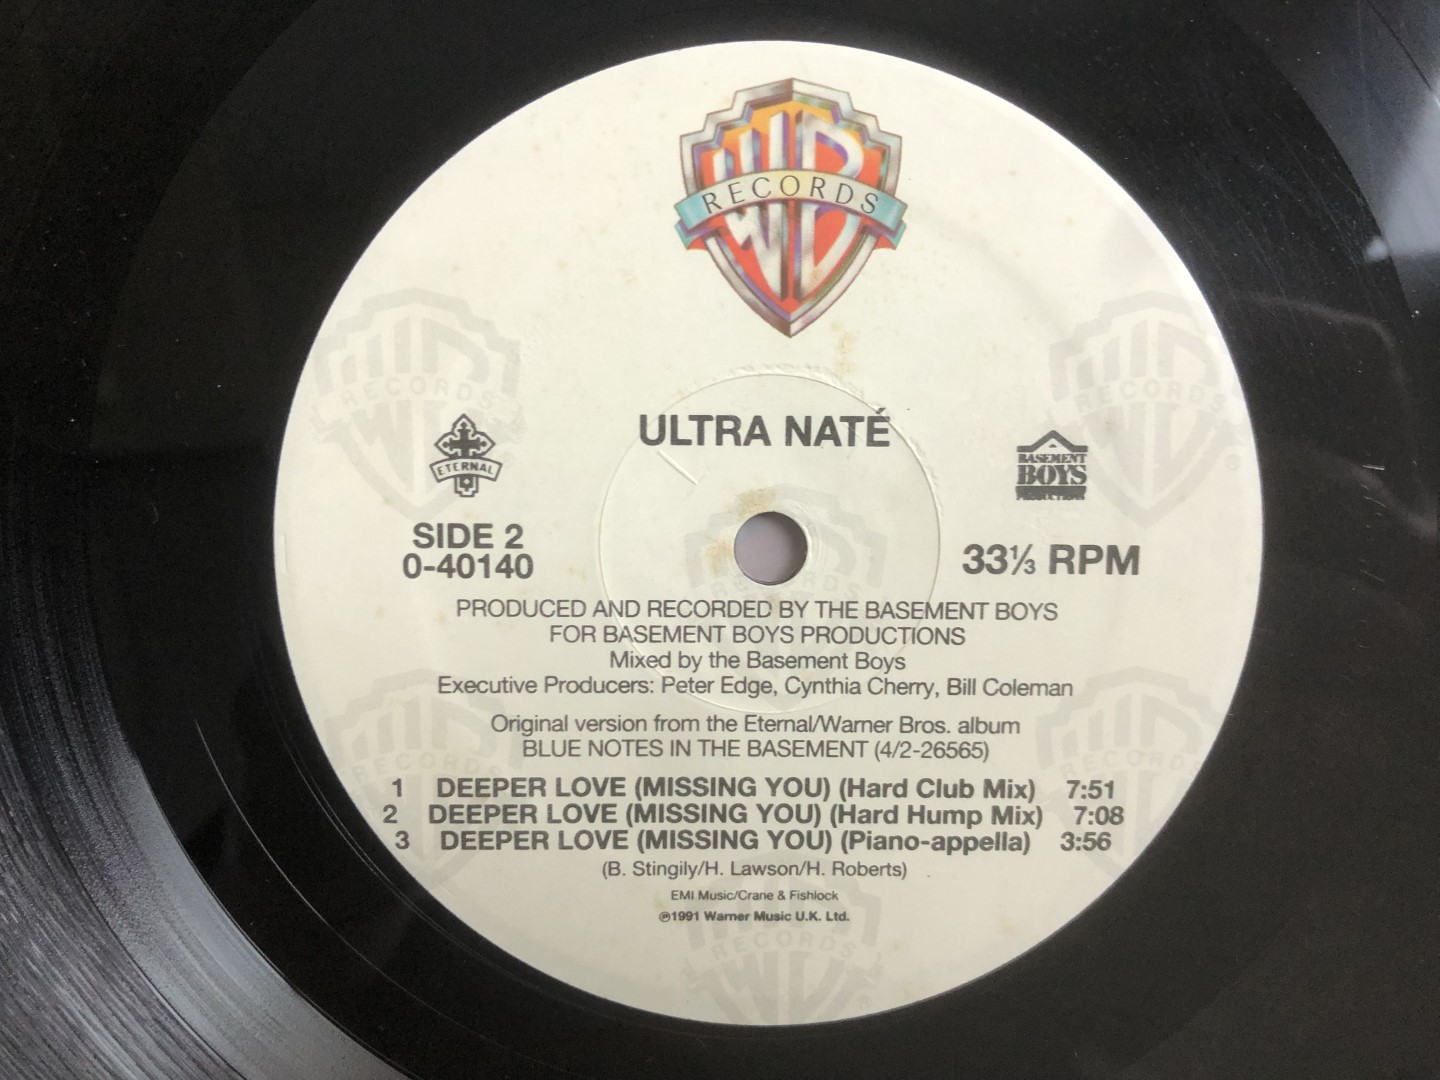 WB
RECORDS
ULTRA NATÉ
ETERNAL
BASEMENT
BOYS
PRODUCTIONS
SIDE 2
0-40140
33⅓ RPM
PRODUCED AND RECORDED BY THE BASEMENT BOYS
FOR BASEMENT BOYS PRODUCTIONS
Mixed by the Basement Boys
Executive Producers: Peter Edge, Cynthia Cherry, Bill Coleman
Original version from the Eternal/Warner Bros. album
BLUE NOTES IN THE BASEMENT (4/2-26565)
1 DEEPER LOVE (MISSING YOU) (Hard Club Mix) 7:51
2 DEEPER LOVE (MISSING YOU) (Hard Hump Mix) 7:08
3 DEEPER LOVE (MISSING YOU) (Piano-appella) 3:56
(B. Stingily/H. Lawson/H. Roberts)
EMI Music/Crane & Fishlock
℗1991 Warner Music U.K. Ltd.